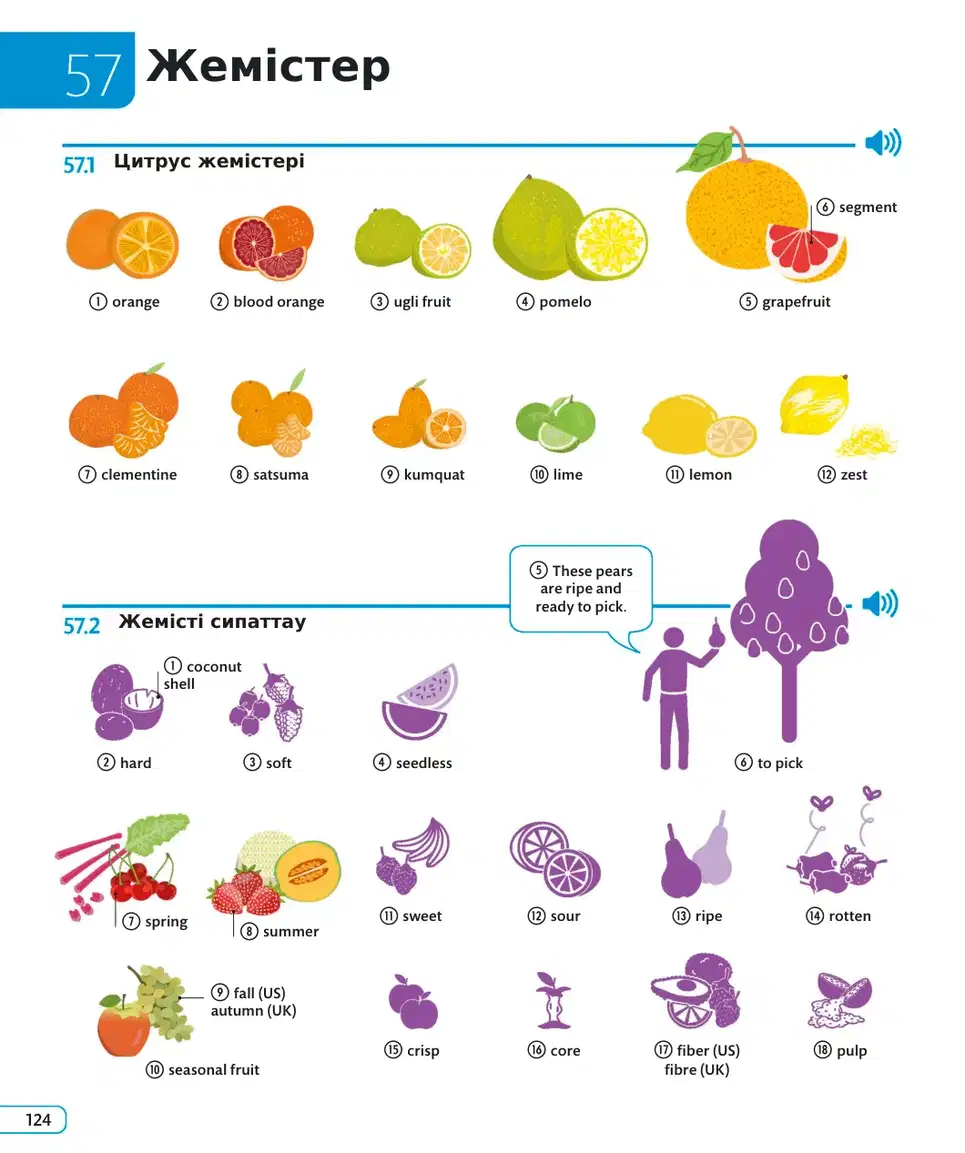 57 Жемістер
57.1 Цитрус жемістері
⑥ segment
① orange
② blood orange
③ ugli fruit
④ pomelo
⑤ grapefruit
⑦ clementine
⑧ satsuma
⑨ kumquat
⑩ lime
⑪ lemon
⑫ zest
⑤ These pears
are ripe and
ready to pick.
57.2 Жемісті сипаттау
① coconut
shell
② hard
③ soft
④ seedless
⑥ to pick
⑦ spring
⑧ summer
⑪ sweet
⑫ sour
⑬ ripe
⑭ rotten
⑨ fall (US)
autumn (UK)
⑩ seasonal fruit
⑮ crisp
⑯ core
⑰ fiber (US)
fibre (UK)
⑱ pulp
124